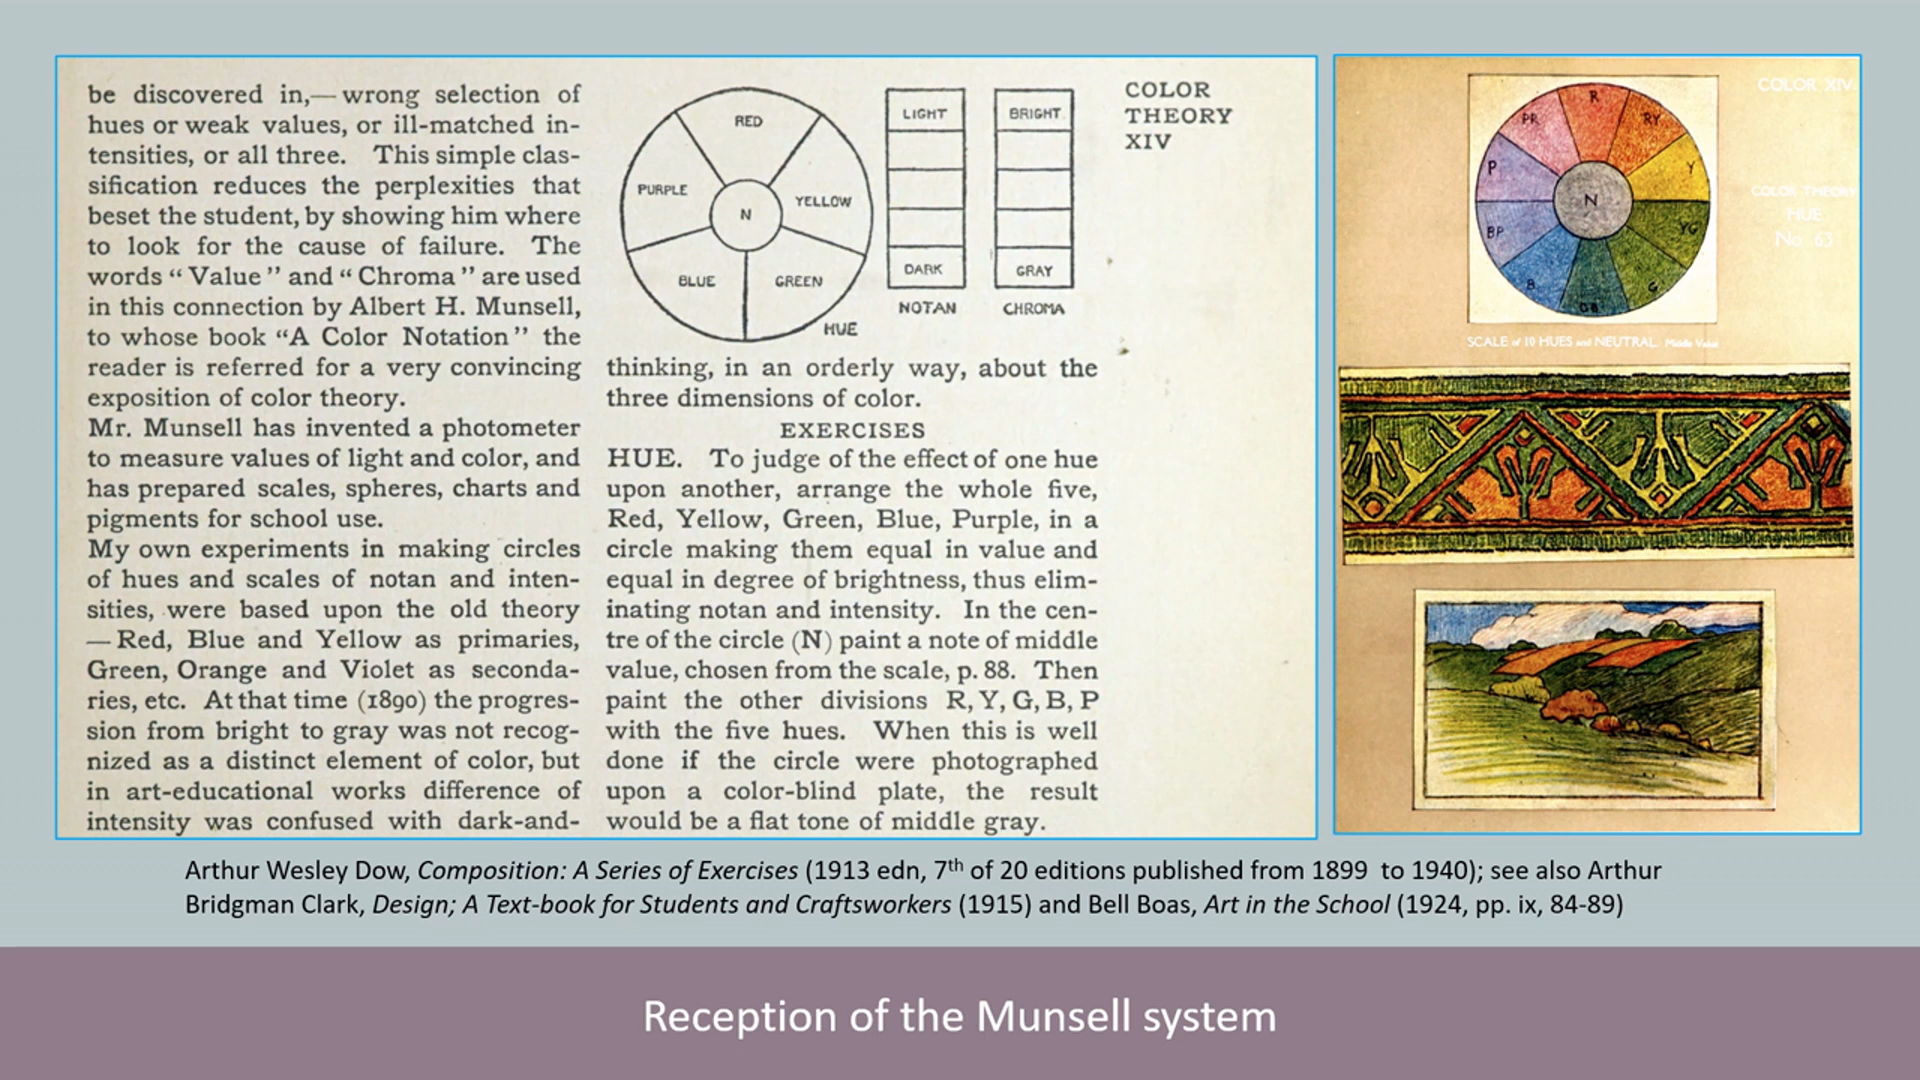 be discovered in,— wrong selection of
hues or weak values, or ill-matched in-
tensities, or all three. This simple clas-
sification reduces the perplexities that
beset the student, by showing him where
to look for the cause of failure. The
words “ Value ” and “ Chroma ” are used
in this connection by Albert H. Munsell,
to whose book “A Color Notation ” the
reader is referred for a very convincing
exposition of color theory.
Mr. Munsell has invented a photometer
to measure values of light and color, and
has prepared scales, spheres, charts and
pigments for school use.
My own experiments in making circles
of hues and scales of notan and inten-
sities, were based upon the old theory
— Red, Blue and Yellow as primaries,
Green, Orange and Violet as seconda-
ries, etc. At that time (1890) the progres-
sion from bright to gray was not recog-
nized as a distinct element of color, but
in art-educational works difference of
intensity was confused with dark-and-
RED
PURPLE
YELLOW
N
BLUE
GREEN
HUE
LIGHT
DARK
NOTAN
BRIGHT
GRAY
CHROMA
COLOR
THEORY
XIV
thinking, in an orderly way, about the
three dimensions of color.
EXERCISES
HUE. To judge of the effect of one hue
upon another, arrange the whole five,
Red, Yellow, Green, Blue, Purple, in a
circle making them equal in value and
equal in degree of brightness, thus elim-
inating notan and intensity. In the cen-
tre of the circle (N) paint a note of middle
value, chosen from the scale, p. 88. Then
paint the other divisions R, Y, G, B, P
with the five hues. When this is well
done if the circle were photographed
upon a color-blind plate, the result
would be a flat tone of middle gray.
COLOR XIV
R
PR
RY
P
Y
N
BP
YG
B
G
GB
COLOR THEORY
HUE
No. 63
SCALE of 10 HUES and NEUTRAL. Middle Value
Arthur Wesley Dow, Composition: A Series of Exercises (1913 edn, 7th of 20 editions published from 1899 to 1940); see also Arthur
Bridgman Clark, Design; A Text-book for Students and Craftsworkers (1915) and Bell Boas, Art in the School (1924, pp. ix, 84-89)
Reception of the Munsell system